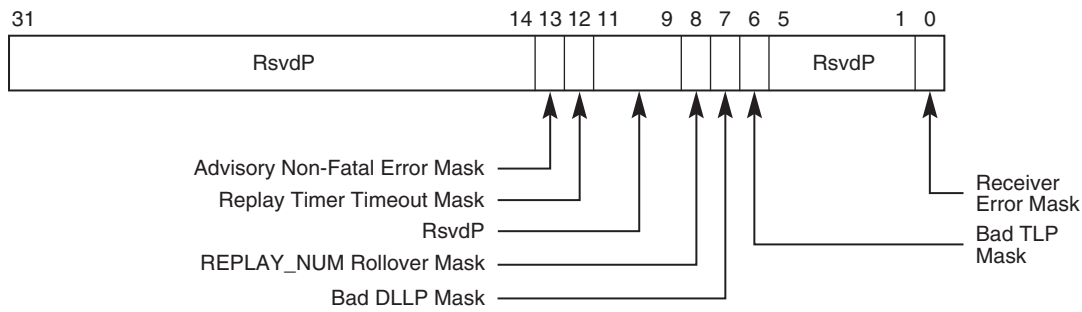 31 14 13 12 11 9 8 7 6 5 1 0
RsvdP RsvdP
Advisory Non-Fatal Error Mask
Replay Timer Timeout Mask
RsvdP
REPLAY_NUM Rollover Mask
Bad DLLP Mask
Receiver
Error Mask
Bad TLP
Mask